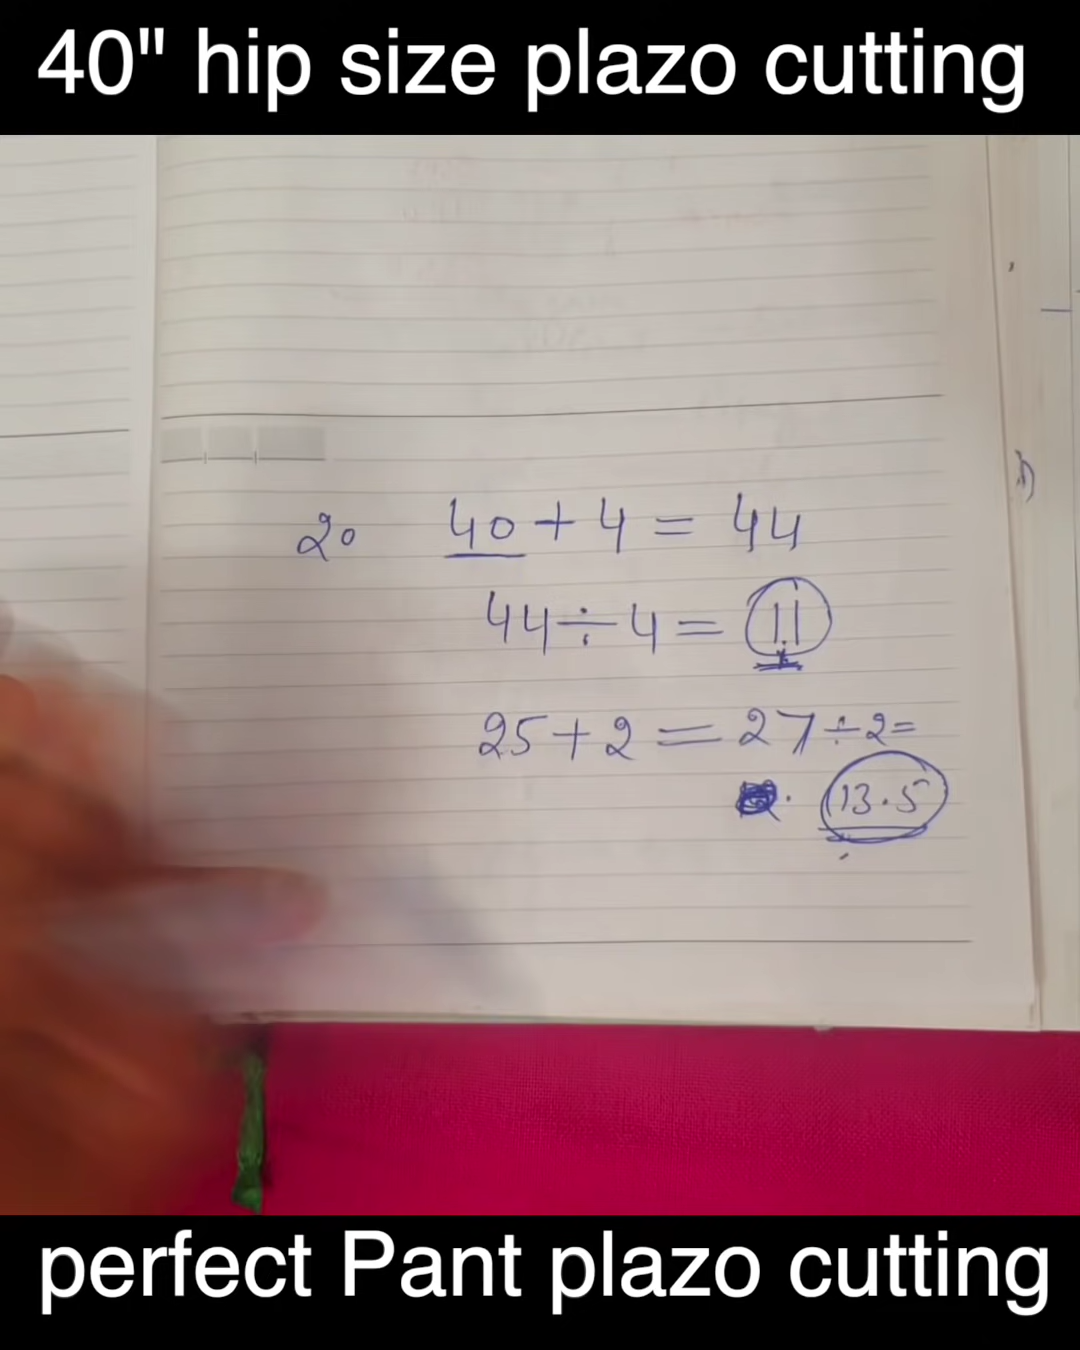 40" hip size plazo cutting
20 40 + 4 = 44
44 ÷ 4 = 11
25 + 2 = 27 ÷ 2 =
13.5
perfect Pant plazo cutting